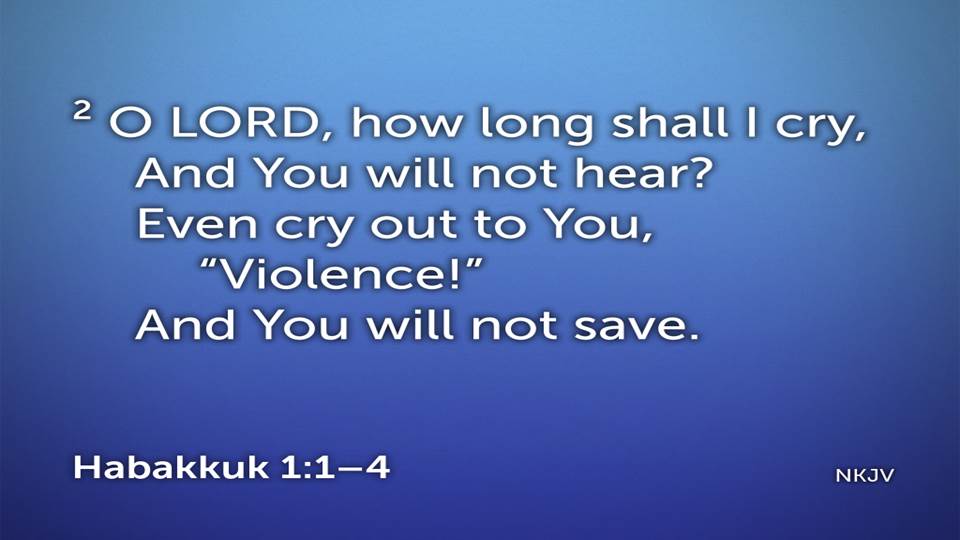 ² O LORD, how long shall I cry,
And You will not hear?
Even cry out to You,
“Violence!”
And You will not save.
Habakkuk 1:1–4
NKJV